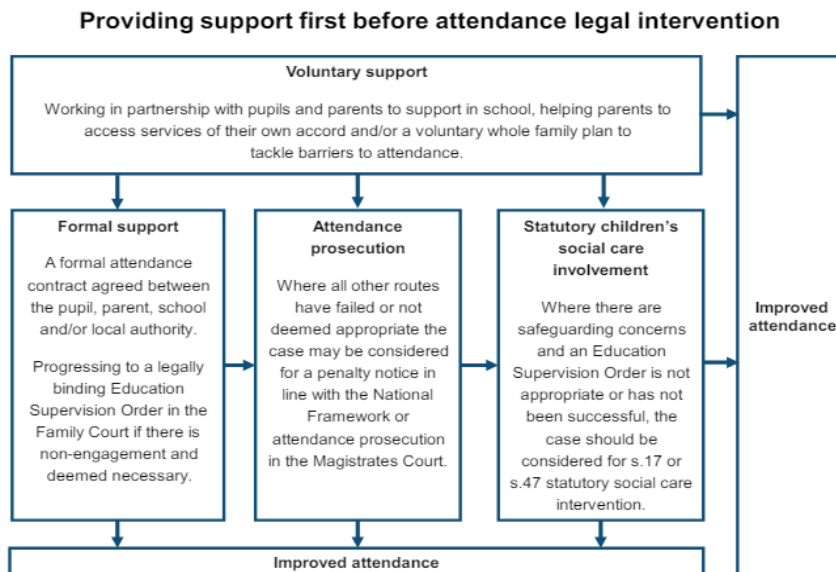 Providing support first before attendance legal intervention
Voluntary support
Working in partnership with pupils and parents to support in school, helping parents to
access services of their own accord and/or a voluntary whole family plan to
tackle barriers to attendance.
Formal support
A formal attendance
contract agreed between
the pupil, parent, school
and/or local authority.
Progressing to a legally
binding Education
Supervision Order in the
Family Court if there is
non-engagement and
deemed necessary.
Attendance
prosecution
Where all other routes
have failed or not
deemed appropriate the
case may be considered
for a penalty notice in
line with the National
Framework or
attendance prosecution
in the Magistrates Court.
Statutory children's
social care
involvement
Where there are
safeguarding concerns
and an Education
Supervision Order is not
appropriate or has not
been successful, the
case should be
considered for s.17 or
s.47 statutory social care
intervention.
Improved
attendance
Improved attendance